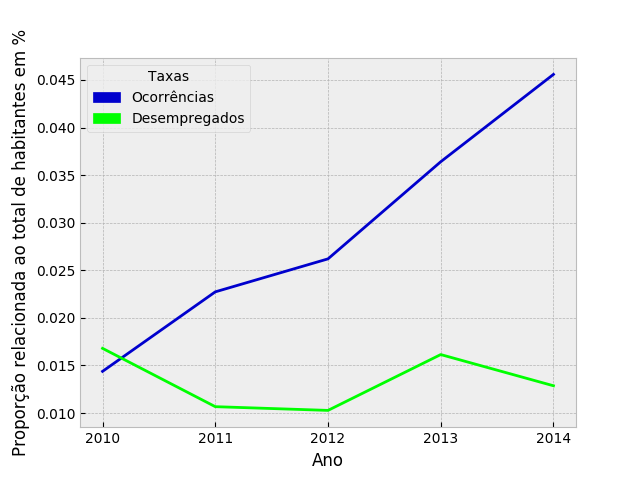 Proporção relacionada ao total de habitantes em %
0.045
0.040
0.035
0.030
0.025
0.020
0.015
0.010
Taxas
Ocorrências
Desempregados
2010 2011 2012 2013 2014
Ano